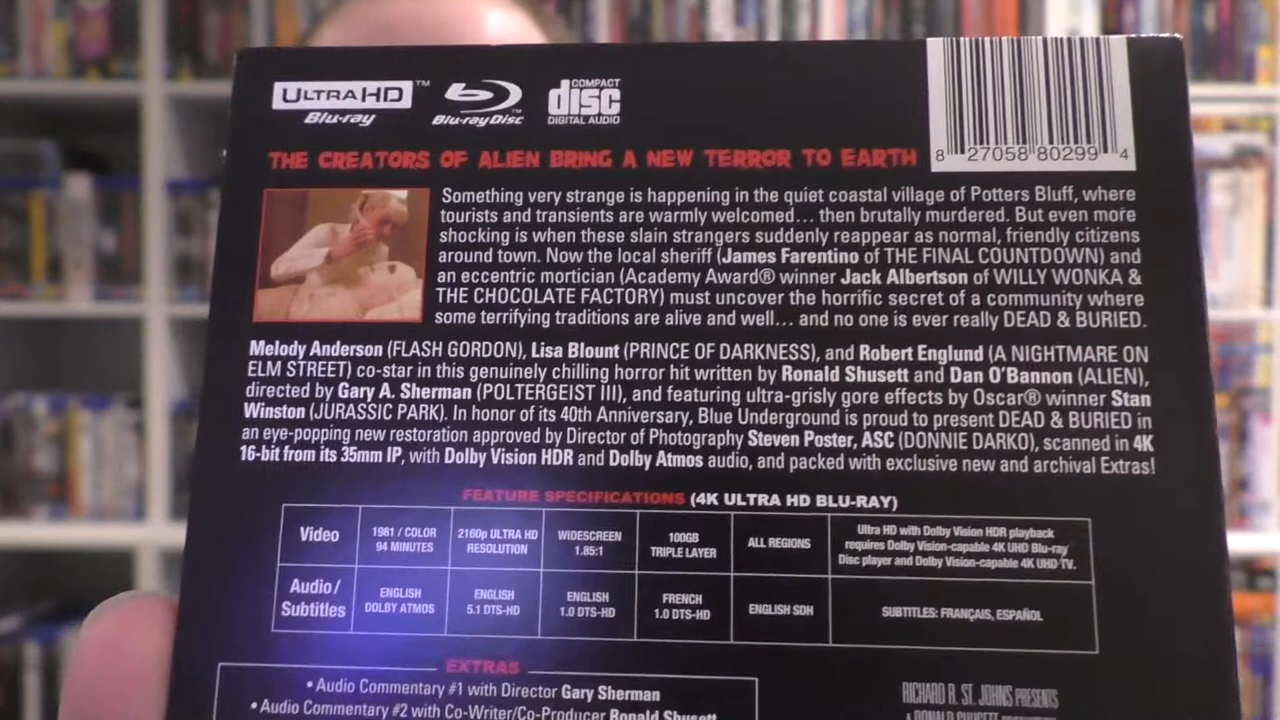 ULTRA HD™ Blu-ray
Blu-ray Disc™
COMPACT disc DIGITAL AUDIO
8 27058 80299 4
THE CREATORS OF ALIEN BRING A NEW TERROR TO EARTH
Something very strange is happening in the quiet coastal village of Potters Bluff, where
tourists and transients are warmly welcomed... then brutally murdered. But even more
shocking is when these slain strangers suddenly reappear as normal, friendly citizens
around town. Now the local sheriff (James Farentino of THE FINAL COUNTDOWN) and
an eccentric mortician (Academy Award® winner Jack Albertson of WILLY WONKA &
THE CHOCOLATE FACTORY) must uncover the horrific secret of a community where
some terrifying traditions are alive and well... and no one is ever really DEAD & BURIED.
Melody Anderson (FLASH GORDON), Lisa Blount (PRINCE OF DARKNESS), and Robert Englund (A NIGHTMARE ON
ELM STREET) co-star in this genuinely chilling horror hit written by Ronald Shusett and Dan O'Bannon (ALIEN),
directed by Gary A. Sherman (POLTERGEIST III), and featuring ultra-grisly gore effects by Oscar® winner Stan
Winston (JURASSIC PARK). In honor of its 40th Anniversary, Blue Underground is proud to present DEAD & BURIED in
an eye-popping new restoration approved by Director of Photography Steven Poster, ASC (DONNIE DARKO), scanned in 4K
16-bit from its 35mm IP, with Dolby Vision HDR and Dolby Atmos audio, and packed with exclusive new and archival Extras!
FEATURE SPECIFICATIONS (4K ULTRA HD BLU-RAY)
Video
1981 / COLOR
94 MINUTES
2160p ULTRA HD
RESOLUTION
WIDESCREEN
1.85:1
100GB
TRIPLE LAYER
ALL REGIONS
Ultra HD with Dolby Vision HDR playback
requires Dolby Vision-capable 4K UHD Blu-ray
Disc player and Dolby Vision-capable 4K UHD TV.
Audio /
Subtitles
ENGLISH
DOLBY ATMOS
ENGLISH
5.1 DTS-HD
ENGLISH
1.0 DTS-HD
FRENCH
1.0 DTS-HD
ENGLISH SDH
SUBTITLES: FRANÇAIS, ESPAÑOL
EXTRAS
• Audio Commentary #1 with Director Gary Sherman
• Audio Commentary #2 with Co-Writer/Co-Producer Ronald Shusett
RICHARD R. ST. JOHNS PRESENTS
A RONALD SHUSETT